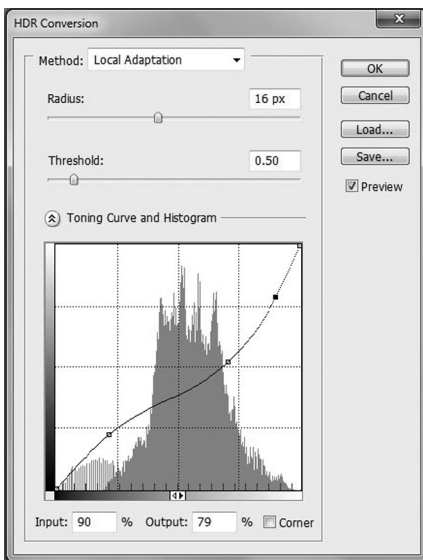 HDR Conversion
Method: Local Adaptation
Radius: 16 px
Threshold: 0.50
Toning Curve and Histogram
Input: 90 % Output: 79 % Corner
OK
Cancel
Load...
Save...
Preview